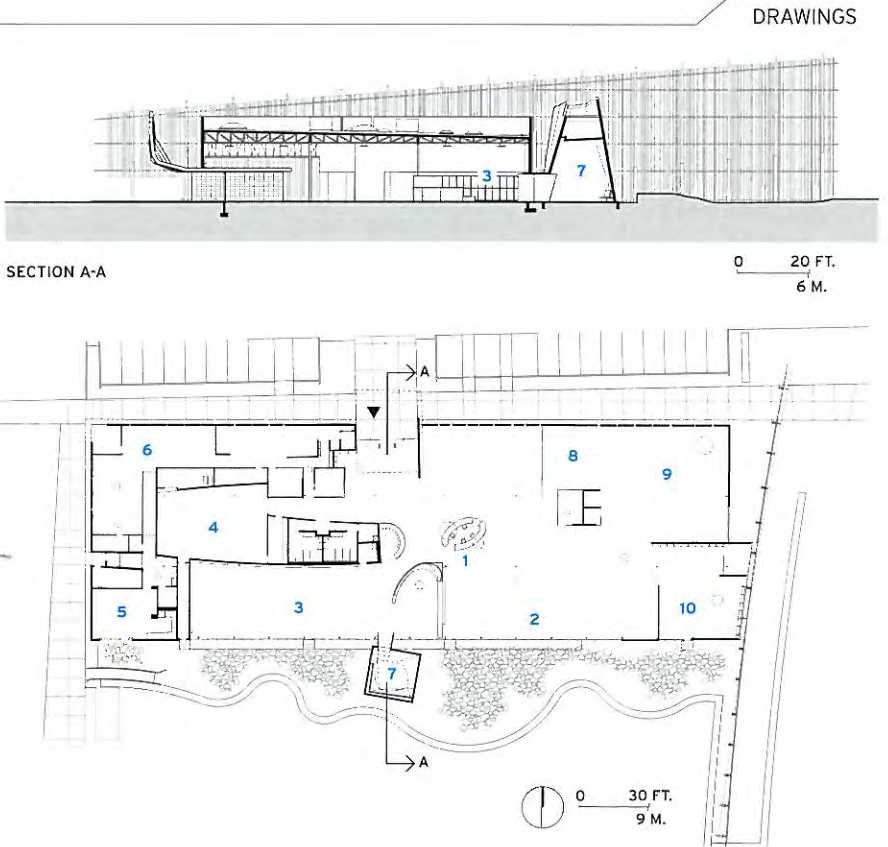 DRAWINGS
3
7
SECTION A-A
0 20 FT.
6 M.
A
6
8
9
4
1
3
2
5
10
7
A
0 30 FT.
9 M.